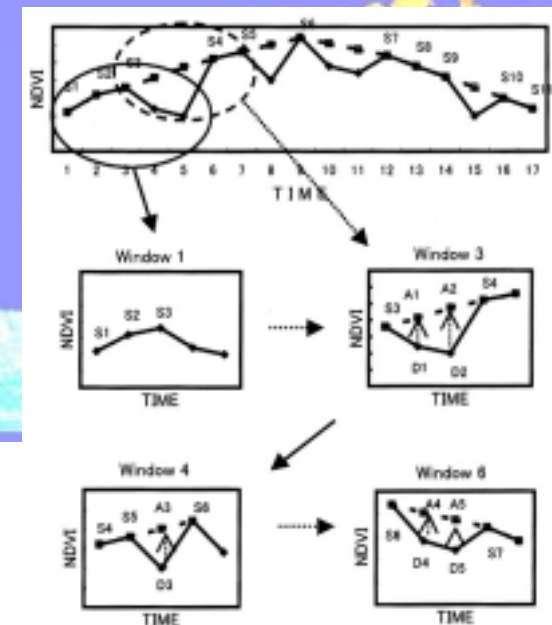 S6
S4 S5 S7 S8
S1 S2 S3 S9
S10 S11
NDVI
1 2 3 4 5 6 7 8 9 10 11 12 13 14 15 16 17
TIME
Window 1
NDVI
S1 S2 S3
TIME
Window 3
NDVI
S3 A1 A2 S4
D1 D2
TIME
Window 4
NDVI
S4 S5 A3 S6
D3
TIME
Window 6
NDVI
A4 A5
S6 S7
D4 D5
TIME